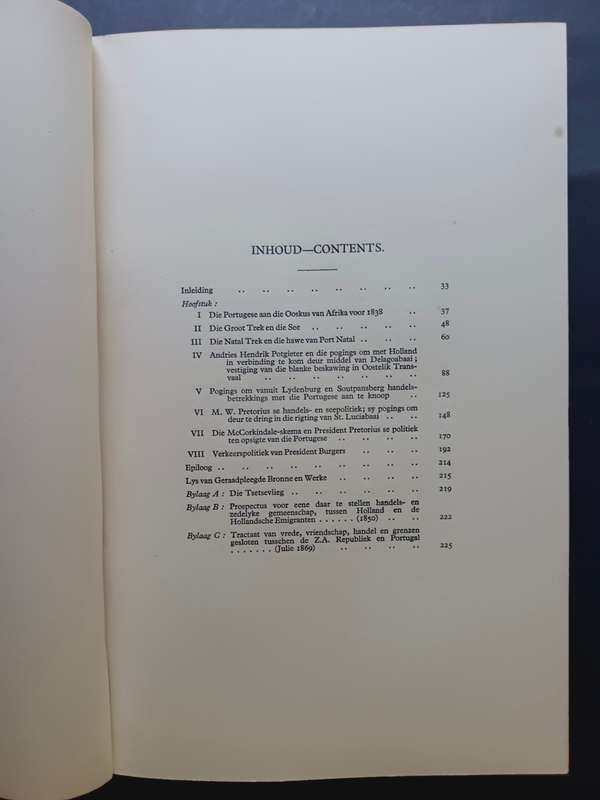 INHOUD—CONTENTS.
Inleiding .. .. .. .. .. .. .. .. 33
Hoofstuk :
I Die Portugese aan die Ooskus van Afrika voor 1838 .. 37
II Die Groot Trek en die See .. .. .. .. .. 48
III Die Natal Trek en die hawe van Port Natal .. .. .. 60
IV Andries Hendrik Potgieter en die pogings om met Holland
in verbinding te kom deur middel van Delagoabaai;
vestiging van die blanke beskawing in Oostelik Trans-
vaal .. .. .. .. .. .. .. 88
V Pogings om vanuit Lydenburg en Soutpansberg handels-
betrekkings met die Portugese aan te knoop .. 125
VI M. W. Pretorius se handels- en seepolitiek; sy pogings om
deur te dring in die rigting van St. Luciabaai .. .. 148
VII Die McCorkindale-skema en President Pretorius se politiek
ten opsigte van die Portugese .. .. .. .. 170
VIII Verkeerspolitiek van President Burgers .. .. .. 192
Epiloog .. .. .. .. .. .. .. .. 214
Lys van Geraadpleegde Bronne en Werke .. .. .. .. 215
Bylaag A : Die Tsetsevlieg .. .. .. .. .. .. 219
Bylaag B : Prospectus voor eene daar te stellen handels- en
zedelyke gemeenschap, tussen Holland en de
Hollandsche Emigranten . . . . . . (1850) .. .. 222
Bylaag C : Tractaat van vrede, vriendschap, handel en grenzen
gesloten tusschen de Z.A. Republiek en Portugal
. . . . . . . (Julie 1869) .. .. .. .. 225